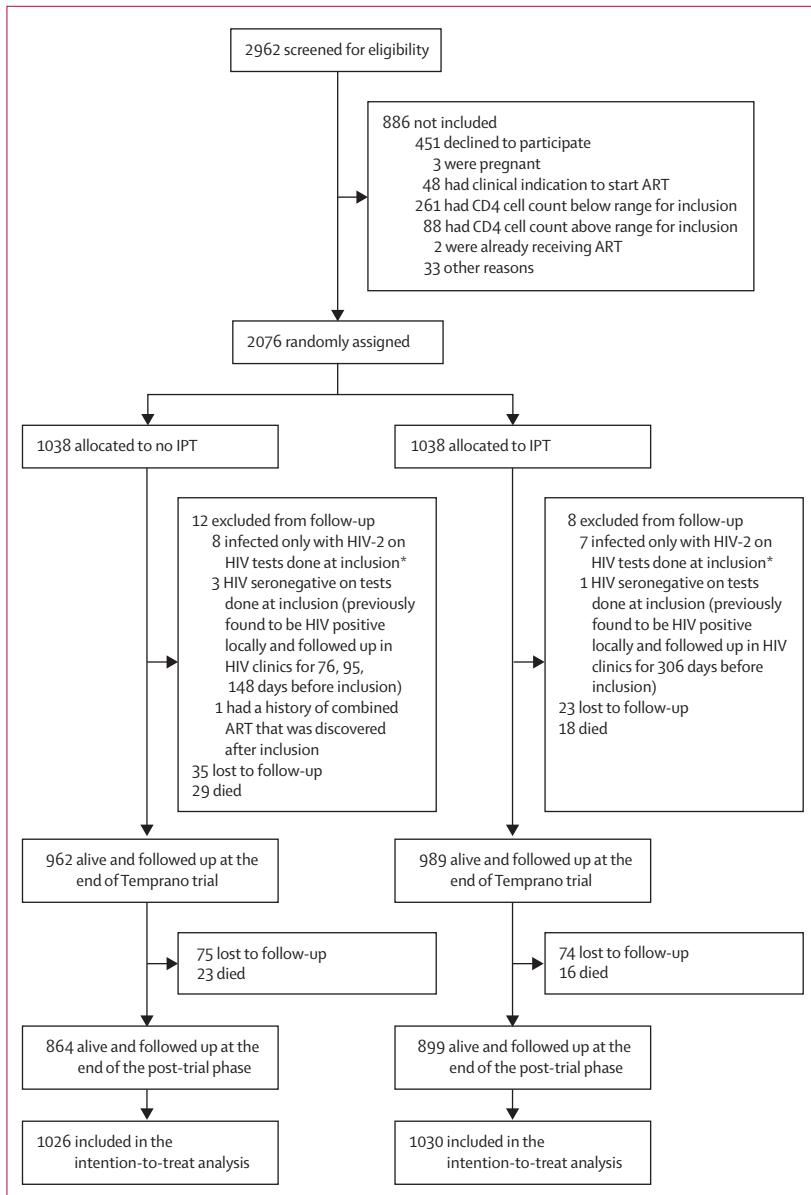 2962 screened for eligibility
886 not included
451 declined to participate
3 were pregnant
48 had clinical indication to start ART
261 had CD4 cell count below range for inclusion
88 had CD4 cell count above range for inclusion
2 were already receiving ART
33 other reasons
2076 randomly assigned
1038 allocated to no IPT
1038 allocated to IPT
12 excluded from follow-up
8 infected only with HIV-2 on
HIV tests done at inclusion*
3 HIV seronegative on tests
done at inclusion (previously
found to be HIV positive
locally and followed up in
HIV clinics for 76, 95,
148 days before inclusion)
1 had a history of combined
ART that was discovered
after inclusion
35 lost to follow-up
29 died
8 excluded from follow-up
7 infected only with HIV-2 on
HIV tests done at inclusion*
1 HIV seronegative on tests
done at inclusion (previously
found to be HIV positive
locally and followed up in HIV
clinics for 306 days before
inclusion)
23 lost to follow-up
18 died
962 alive and followed up at the
end of Temprano trial
989 alive and followed up at the
end of Temprano trial
75 lost to follow-up
23 died
74 lost to follow-up
16 died
864 alive and followed up at the
end of the post-trial phase
899 alive and followed up at the
end of the post-trial phase
1026 included in the
intention-to-treat analysis
1030 included in the
intention-to-treat analysis